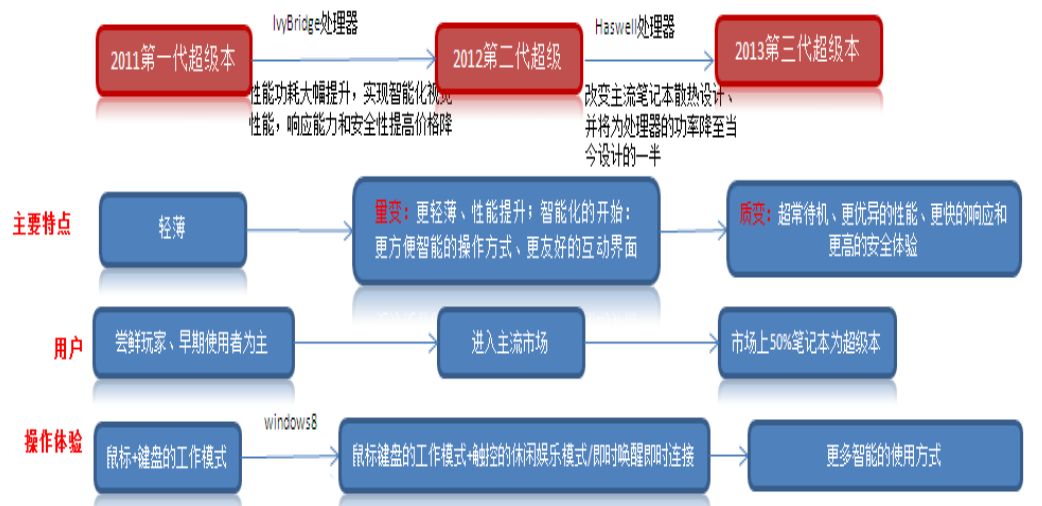 IvyBridge处理器
Haswell处理器
2011第一代超级本
2012第二代超级
2013第三代超级本
性能功耗大幅提升，实现智能化视觉
性能，响应能力和安全性提高价格降
改变主流笔记本散热设计、
并将为处理器的功率降至当
今设计的一半
主要特点
轻薄
量变：更轻薄、性能提升；智能化的开始：
更方便智能的操作方式、更友好的互动界面
质变：超常待机、更优异的性能、更快的响应和
更高的安全体验
用户
尝鲜玩家、早期使用者为主
进入主流市场
市场上50%笔记本为超级本
操作体验
windows8
鼠标+键盘的工作模式
鼠标键盘的工作模式+触控的休闲娱乐模式/即时唤醒即时连接
更多智能的使用方式